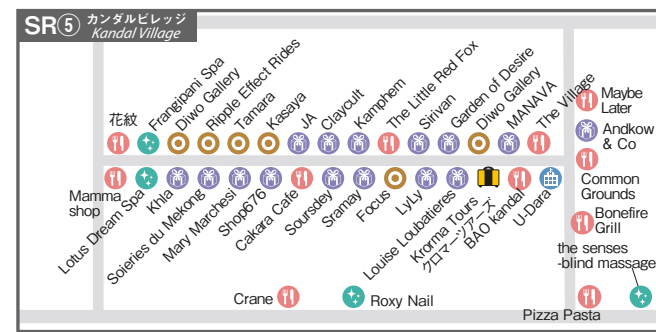 SR⑤ カンダルビレッジ
Kandal Village
花紋
Frangipani Spa
Diwo Gallery
Ripple Effect Rides
Tamara
Kasaya
JA
Claycult
Kamphem
The Little Red Fox
Sirivan
Garden of Desire
Diwo Gallery
MANAVA
The Village
Maybe
Later
Andkow
& Co
Common
Grounds
Bonefire
Grill
the senses
-blind massage
Mamma
shop
Lotus Dream Spa
Khla
Soieries du Mekong
Mary Marchesi
Shop676
Cakara Cafe
Soursdey
Sramay
Focus
LyLy
Louise Loubatieres
Krorma Tours
クロマーツアーズ
BAO kandal
U-Dara
Crane
Roxy Nail
Pizza Pasta